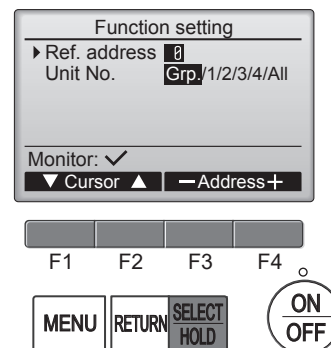 Function setting
Ref. address 0
Unit No. Grp./1/2/3/4/All
Monitor: ✓
▼ Cursor ▲ −Address+
F1 F2 F3 F4
MENU RETURN SELECT HOLD ON OFF